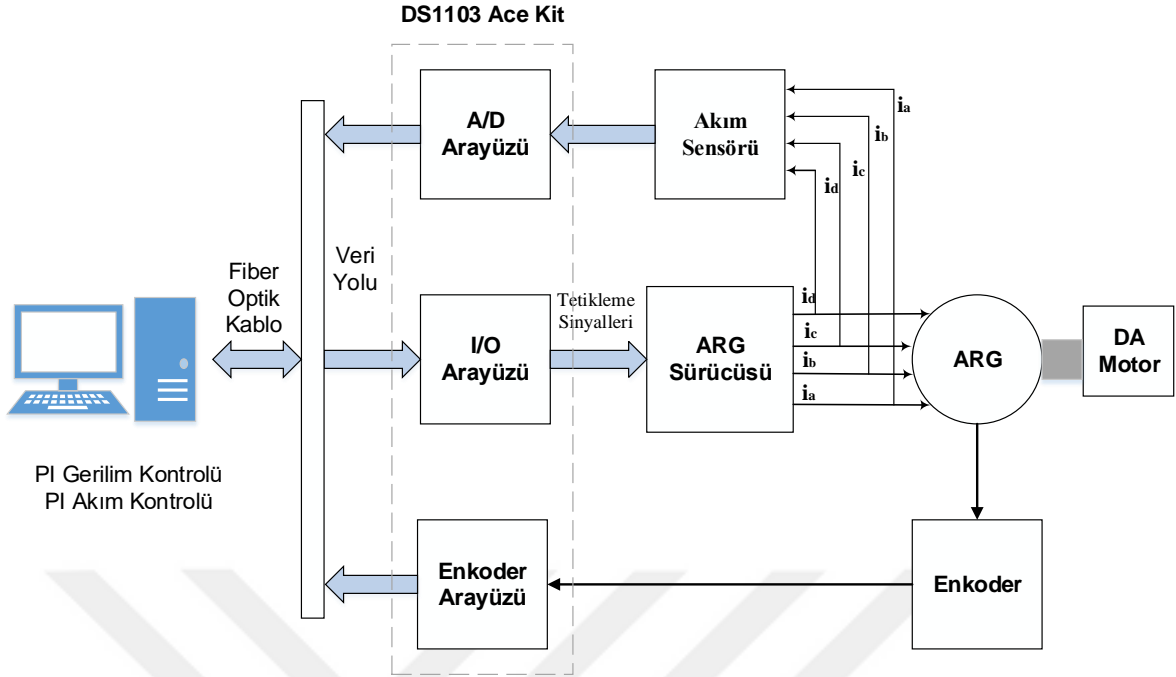 DS1103 Ace Kit
A/D
Arayüzü
Akım
Sensörü
ia
ib
ic
id
Fiber
Optik
Kablo
Veri
Yolu
I/O
Arayüzü
Tetikleme
Sinyalleri
ARG
Sürücüsü
id
ic
ib
ia
ARG
DA
Motor
PI Gerilim Kontrolü
PI Akım Kontrolü
Enkoder
Arayüzü
Enkoder